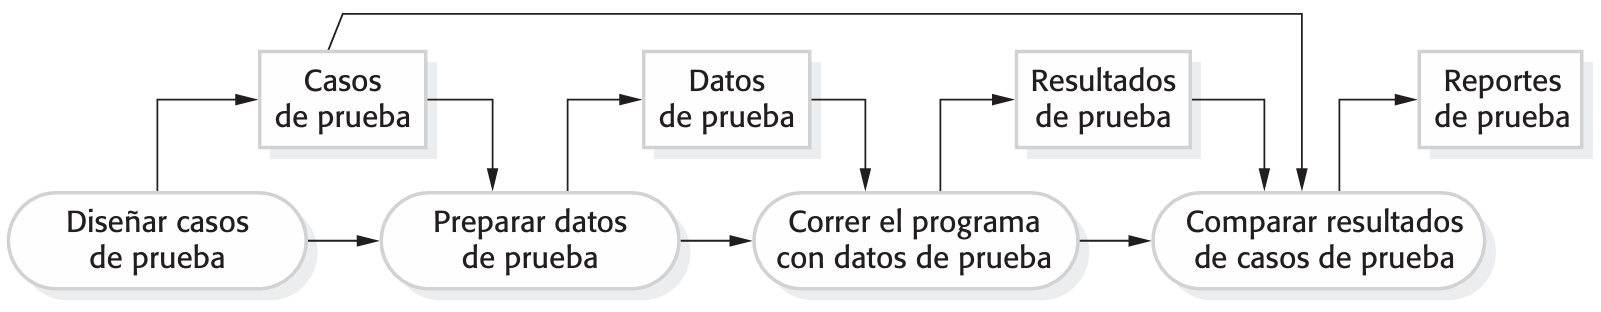 Casos
de prueba
Datos
de prueba
Resultados
de prueba
Reportes
de prueba
Diseñar casos
de prueba
Preparar datos
de prueba
Correr el programa
con datos de prueba
Comparar resultados
de casos de prueba